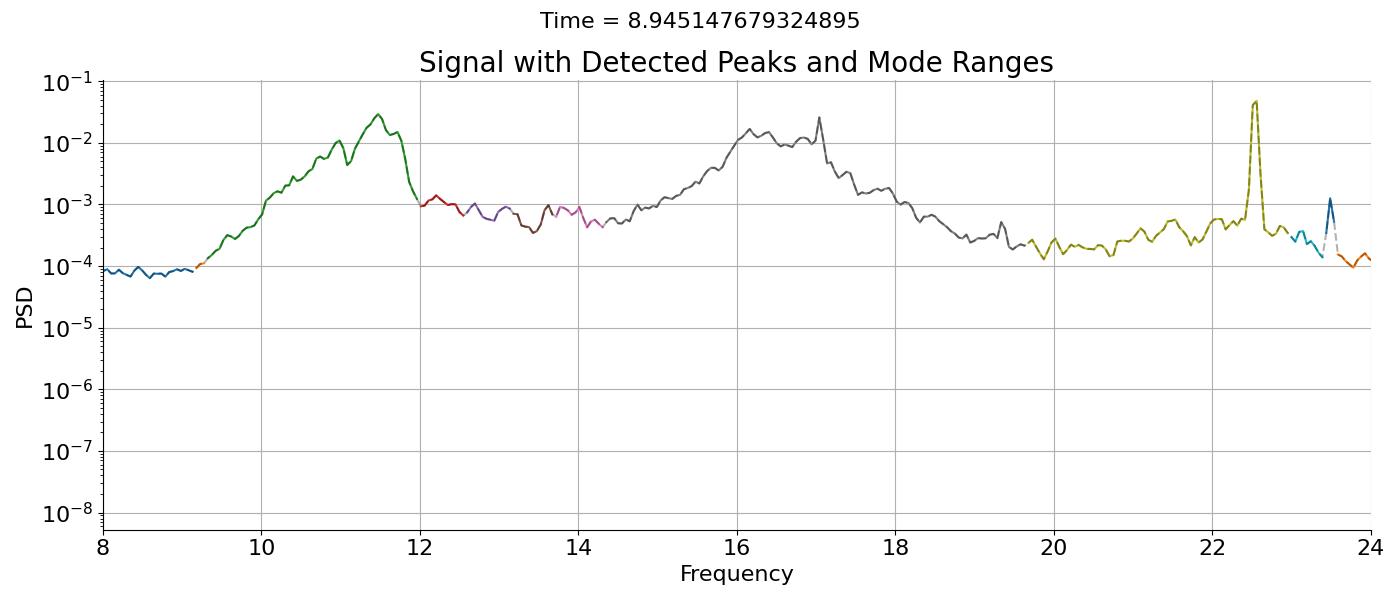 Time = 8.945147679324895
Signal with Detected Peaks and Mode Ranges
10⁻¹
10⁻²
10⁻³
10⁻⁴
10⁻⁵
10⁻⁶
10⁻⁷
10⁻⁸
PSD
8 10 12 14 16 18 20 22 24
Frequency